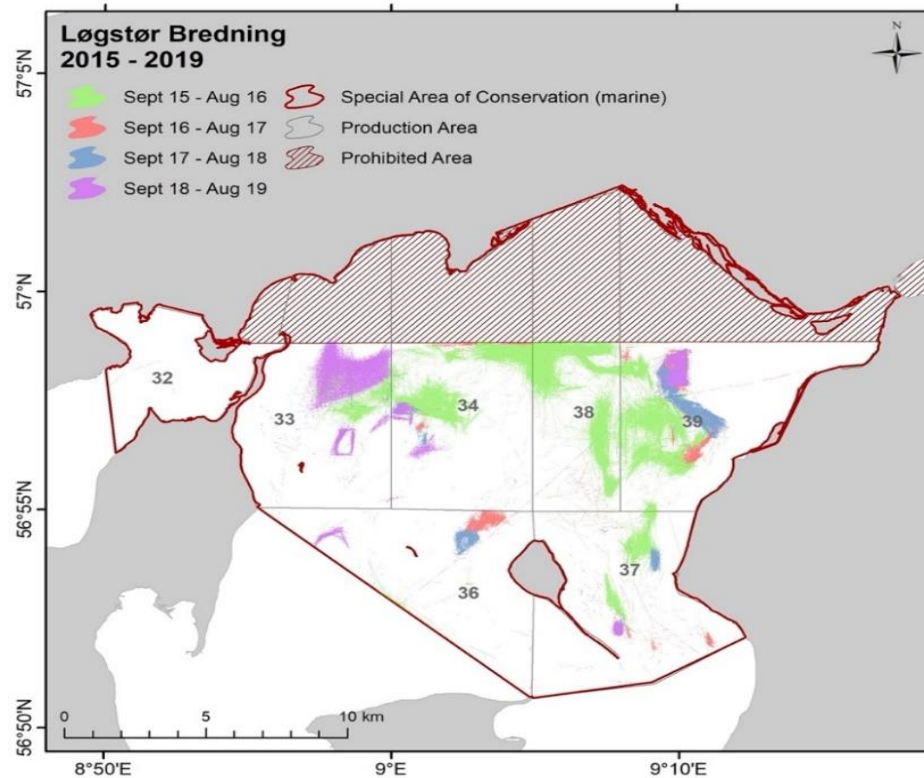 Løgstør Bredning
2015 - 2019
Sept 15 - Aug 16
Sept 16 - Aug 17
Sept 17 - Aug 18
Sept 18 - Aug 19
Special Area of Conservation (marine)
Production Area
Prohibited Area
N
57°5'N
57°N
56°55'N
56°50'N
32
33
34
38
39
36
37
0 5 10 km
8°50'E 9°E 9°10'E